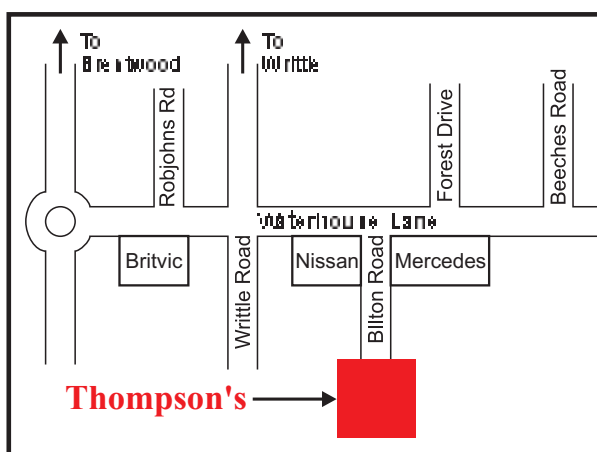 To
Brentwood
To
Writtle
Robjohns Rd
Forest Drive
Beeches Road
Waterhouse Lane
Britvic
Writtle Road
Nissan
Bilton Road
Mercedes
Thompson's